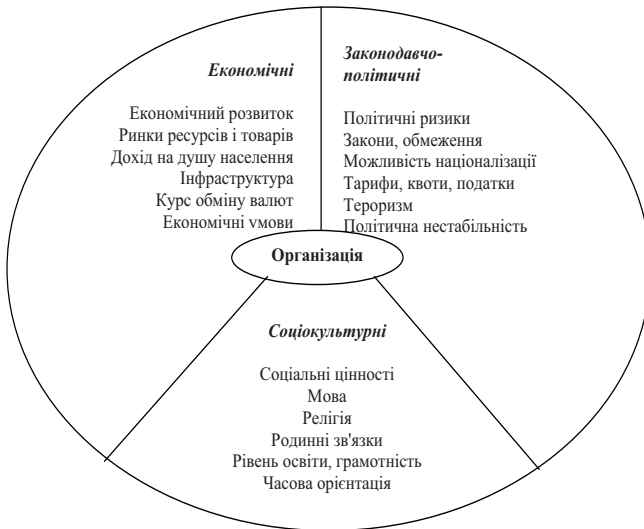 Економічні
Економічний розвиток
Ринки ресурсів і товарів
Дохід на душу населення
Інфраструктура
Курс обміну валют
Економічні умови
Законодавчо-
політичні
Політичні ризики
Закони, обмеження
Можливість націоналізації
Тарифи, квоти, податки
Тероризм
Політична нестабільність
Організація
Соціокультурні
Соціальні цінності
Мова
Релігія
Родинні зв'язки
Рівень освіти, грамотність
Часова орієнтація